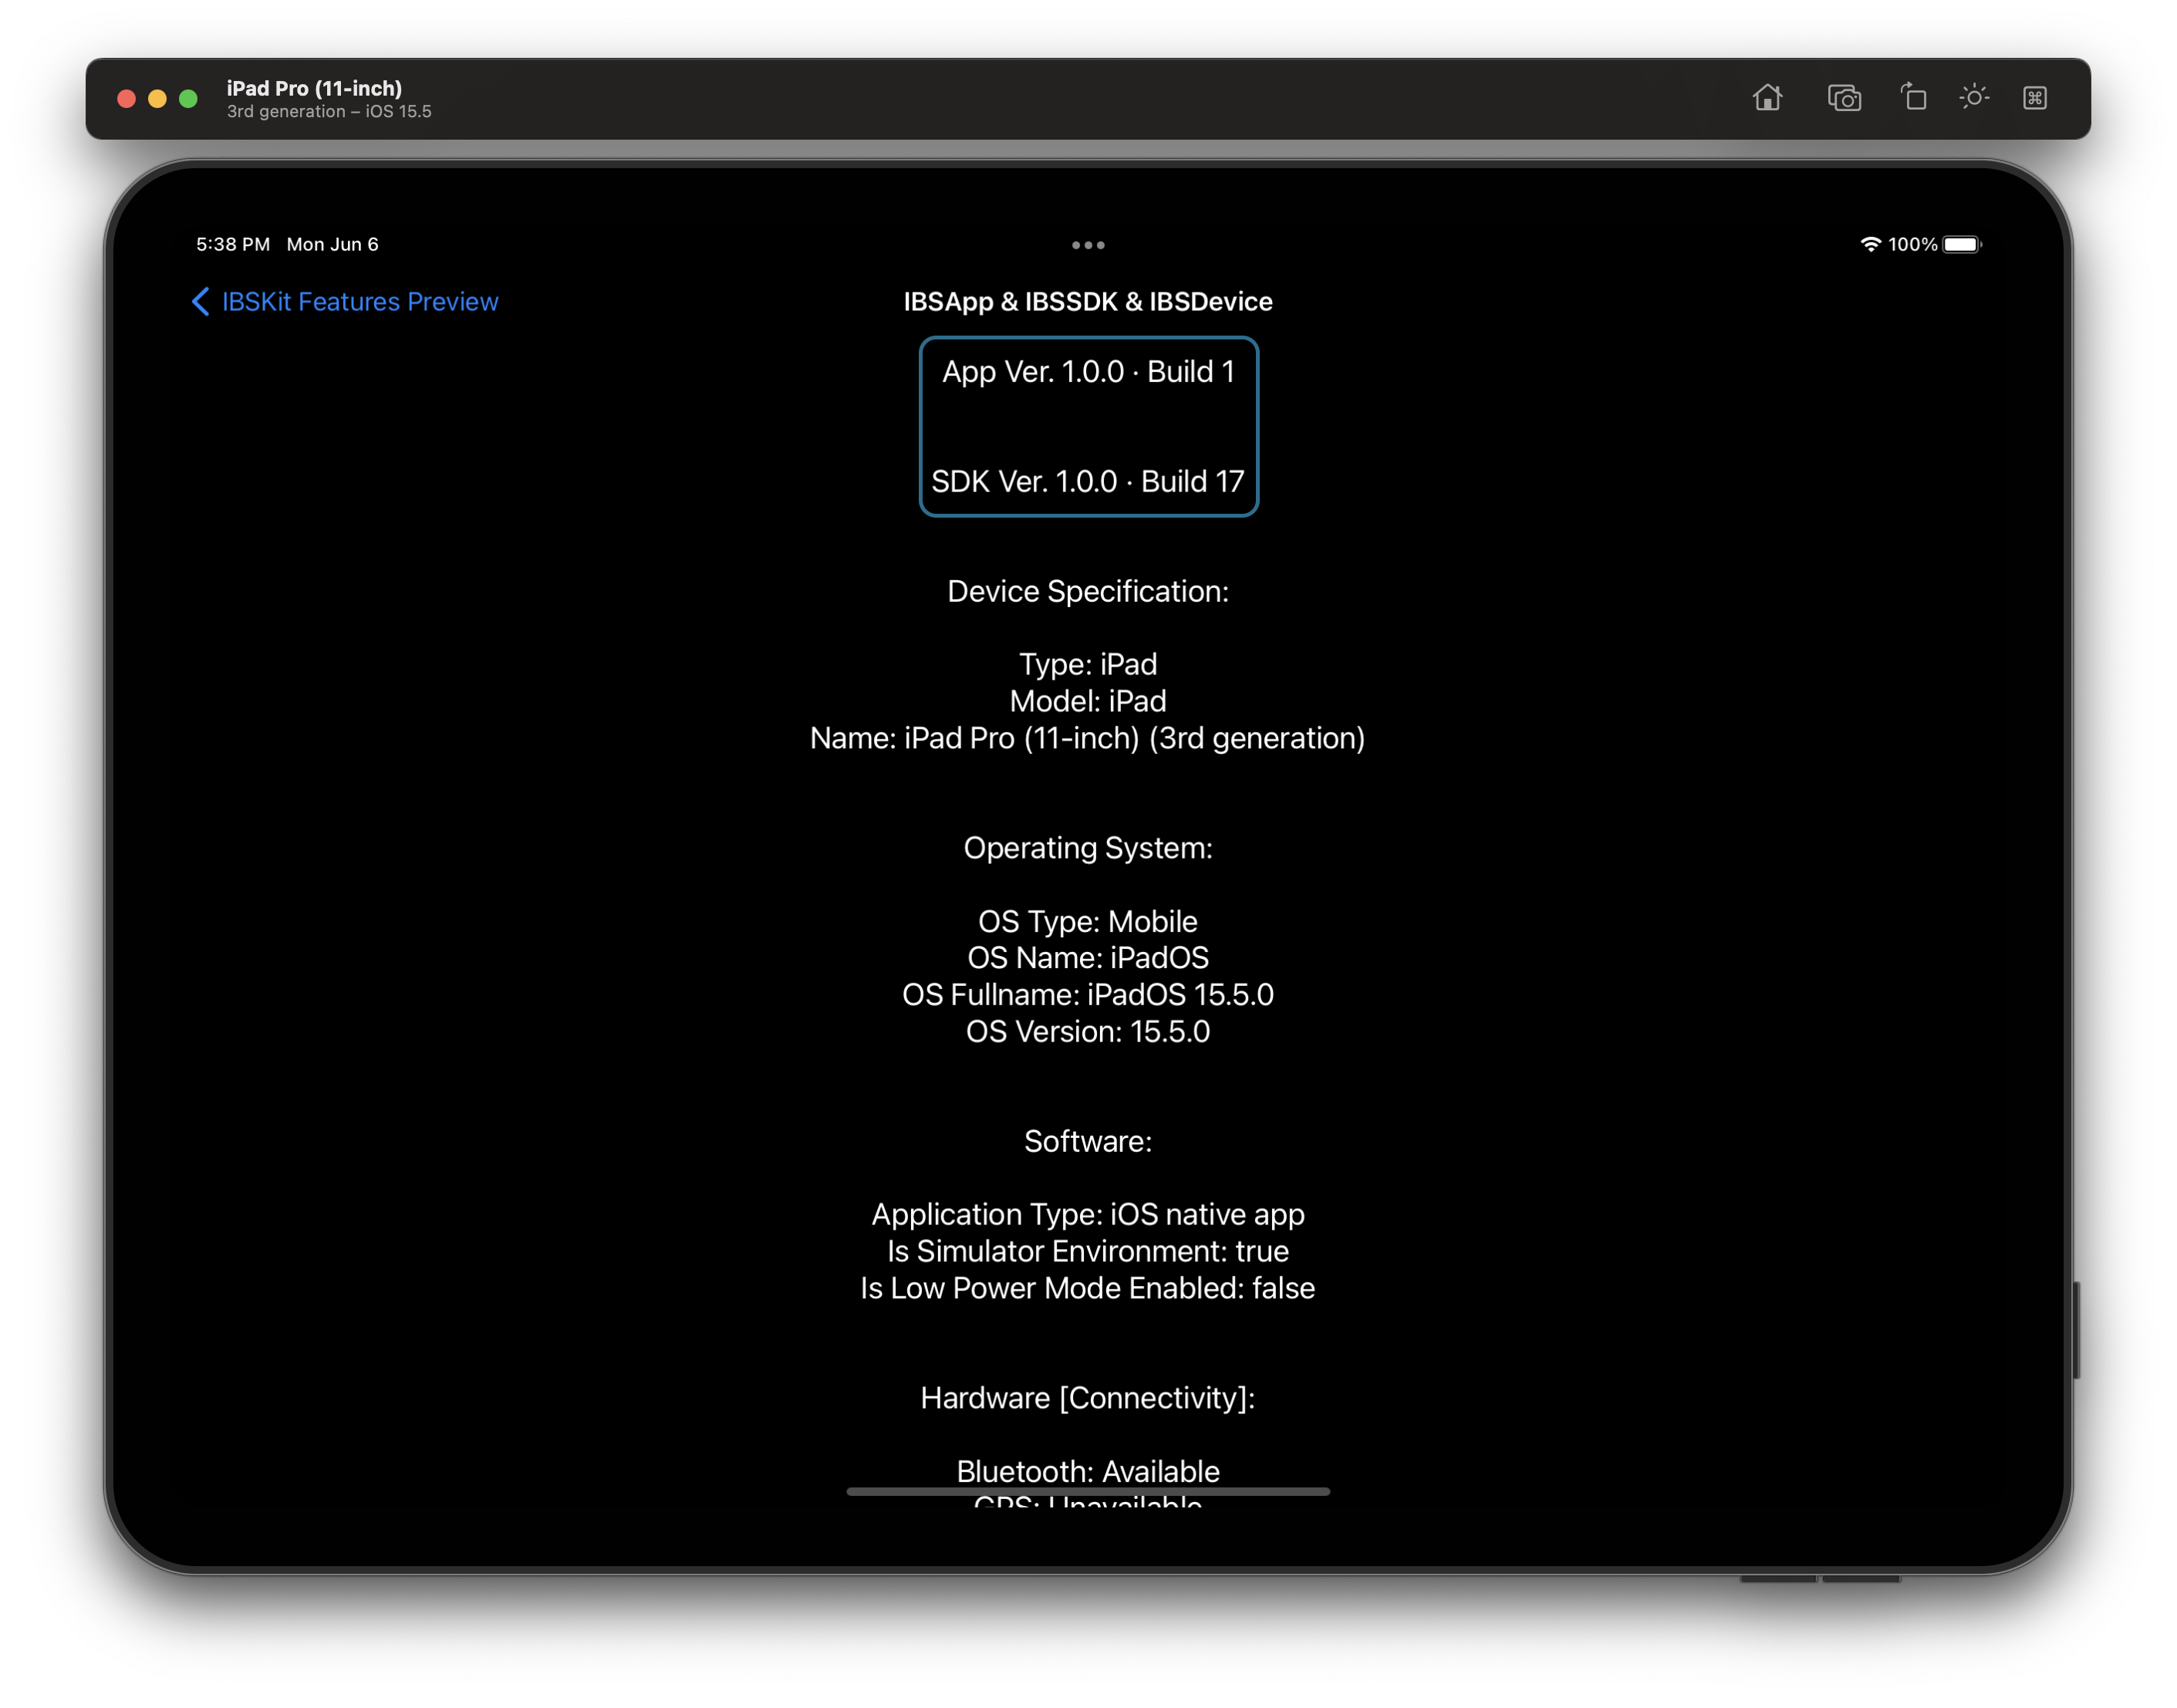 iPad Pro (11-inch)
3rd generation – iOS 15.5
5:38 PM Mon Jun 6
100%
IBSKit Features Preview
IBSApp & IBSSDK & IBSDevice
App Ver. 1.0.0 · Build 1
SDK Ver. 1.0.0 · Build 17
Device Specification:
Type: iPad
Model: iPad
Name: iPad Pro (11-inch) (3rd generation)
Operating System:
OS Type: Mobile
OS Name: iPadOS
OS Fullname: iPadOS 15.5.0
OS Version: 15.5.0
Software:
Application Type: iOS native app
Is Simulator Environment: true
Is Low Power Mode Enabled: false
Hardware [Connectivity]:
Bluetooth: Available
GPS: Unavailable